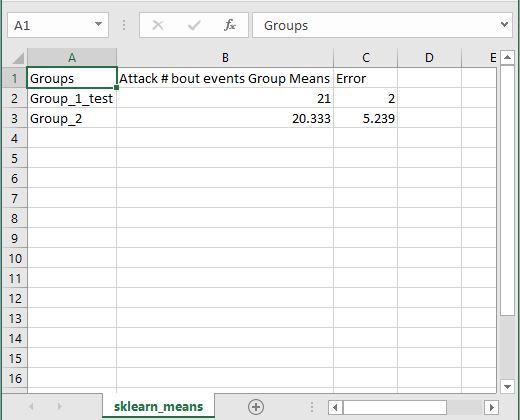 A1 fx Groups
A B C D E
1 Groups Attack # bout events Group Means Error
2 Group_1_test 21 2
3 Group_2 20.333 5.239
4
5
6
7
8
9
10
11
12
13
14
15
16
sklearn_means